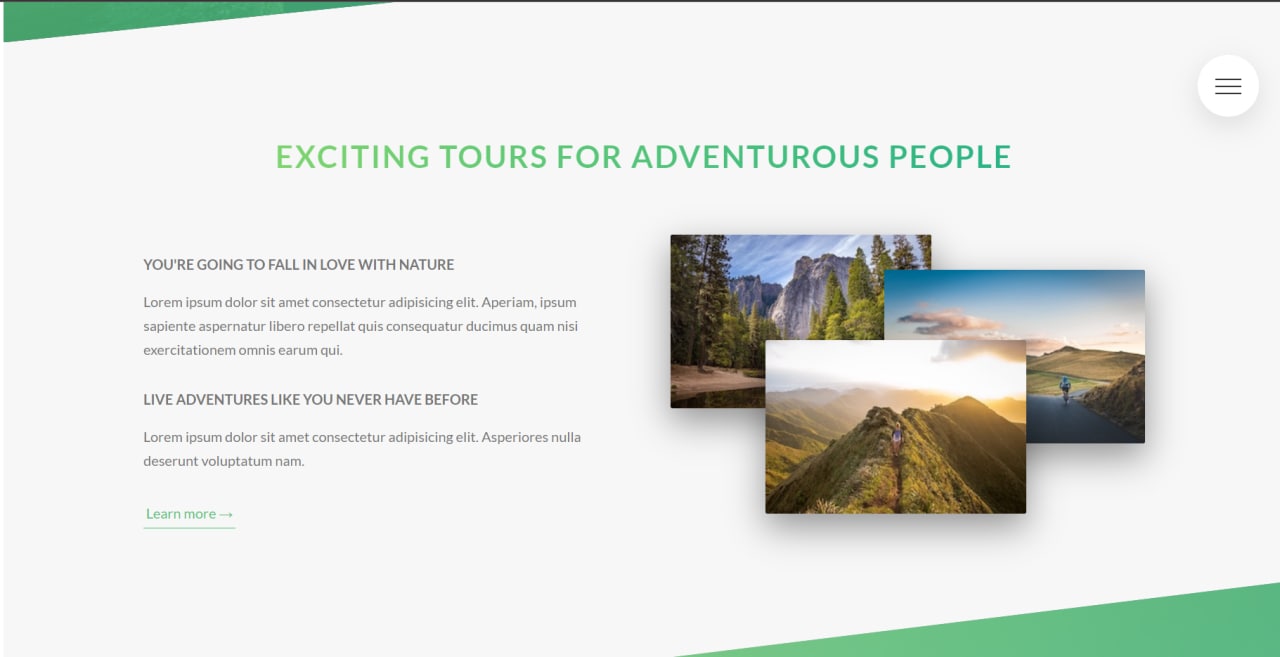 EXCITING TOURS FOR ADVENTUROUS PEOPLE
YOU'RE GOING TO FALL IN LOVE WITH NATURE
Lorem ipsum dolor sit amet consectetur adipisicing elit. Aperiam, ipsum
sapiente aspernatur libero repellat quis consequatur ducimus quam nisi
exercitationem omnis earum qui.
LIVE ADVENTURES LIKE YOU NEVER HAVE BEFORE
Lorem ipsum dolor sit amet consectetur adipisicing elit. Asperiores nulla
deserunt voluptatum nam.
Learn more →